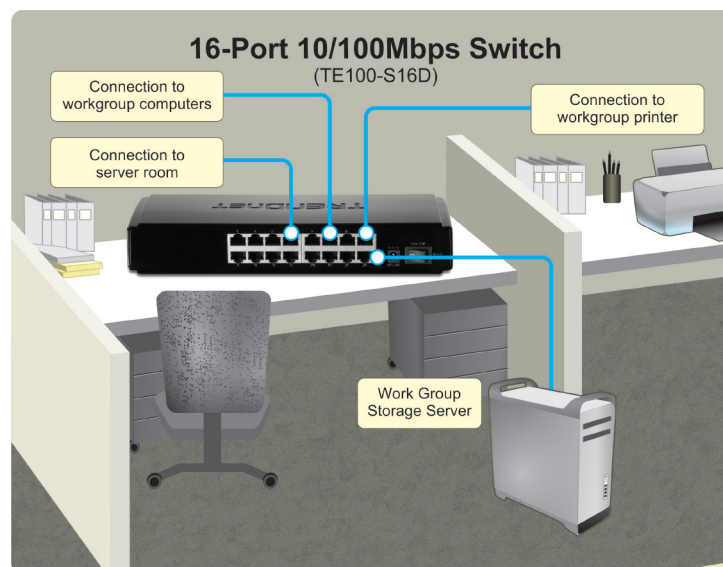 16-Port 10/100Mbps Switch
(TE100-S16D)
Connection to
workgroup computers
Connection to
workgroup printer
Connection to
server room
TRENDNET
Work Group
Storage Server